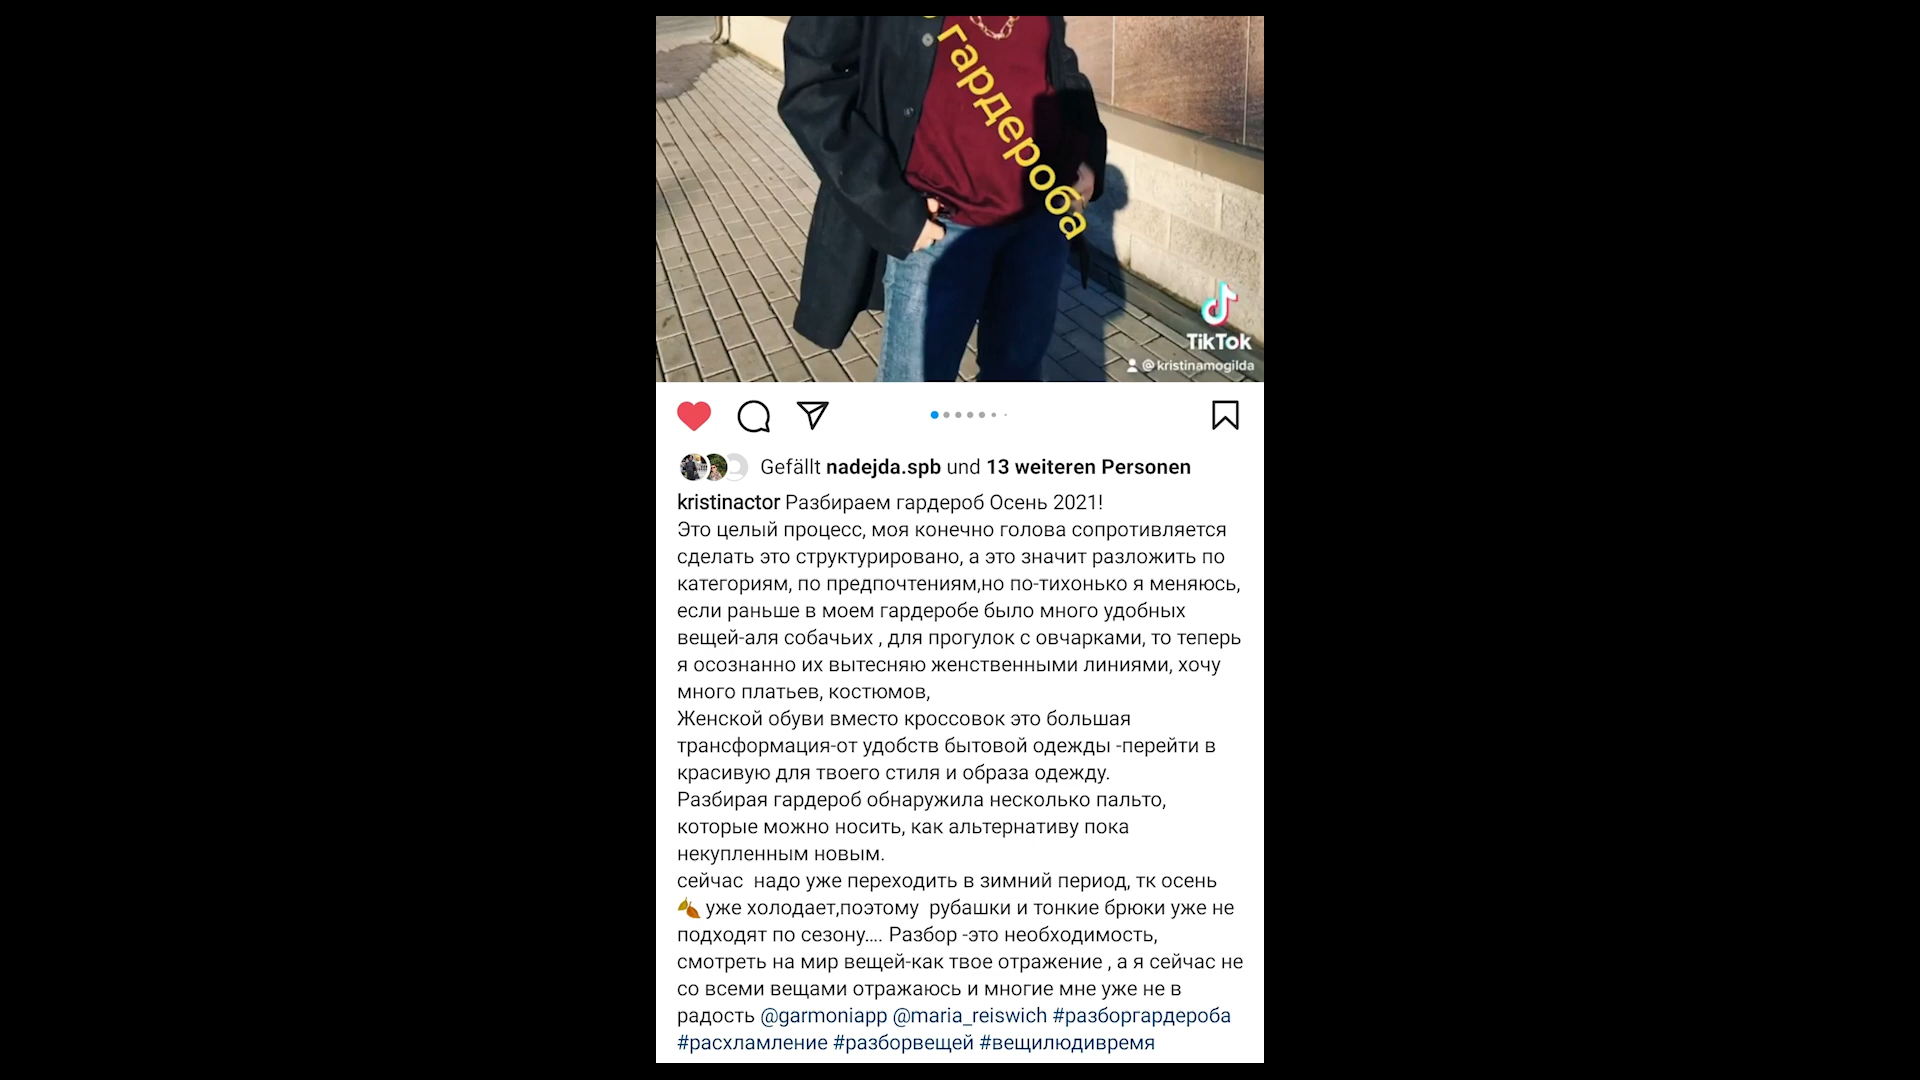 гардероба
TikTok
@kristinamogilda
Gefällt nadejda.spb und 13 weiteren Personen
kristinactor Разбираем гардероб Осень 2021!
Это целый процесс, моя конечно голова сопротивляется
сделать это структурировано, а это значит разложить по
категориям, по предпочтениям,но по-тихонько я меняюсь,
если раньше в моем гардеробе было много удобных
вещей-аля собачьих , для прогулок с овчарками, то теперь
я осознанно их вытесняю женственными линиями, хочу
много платьев, костюмов,
Женской обуви вместо кроссовок это большая
трансформация-от удобств бытовой одежды -перейти в
красивую для твоего стиля и образа одежду.
Разбирая гардероб обнаружила несколько пальто,
которые можно носить, как альтернативу пока
некупленным новым.
сейчас  надо уже переходить в зимний период, тк осень
🍂 уже холодает,поэтому  рубашки и тонкие брюки уже не
подходят по сезону.... Разбор -это необходимость,
смотреть на мир вещей-как твое отражение , а я сейчас не
со всеми вещами отражаюсь и многие мне уже не в
радость @garmoniapp @maria_reiswich #разборгардероба
#расхламление #разборвещей #вещилюдивремя